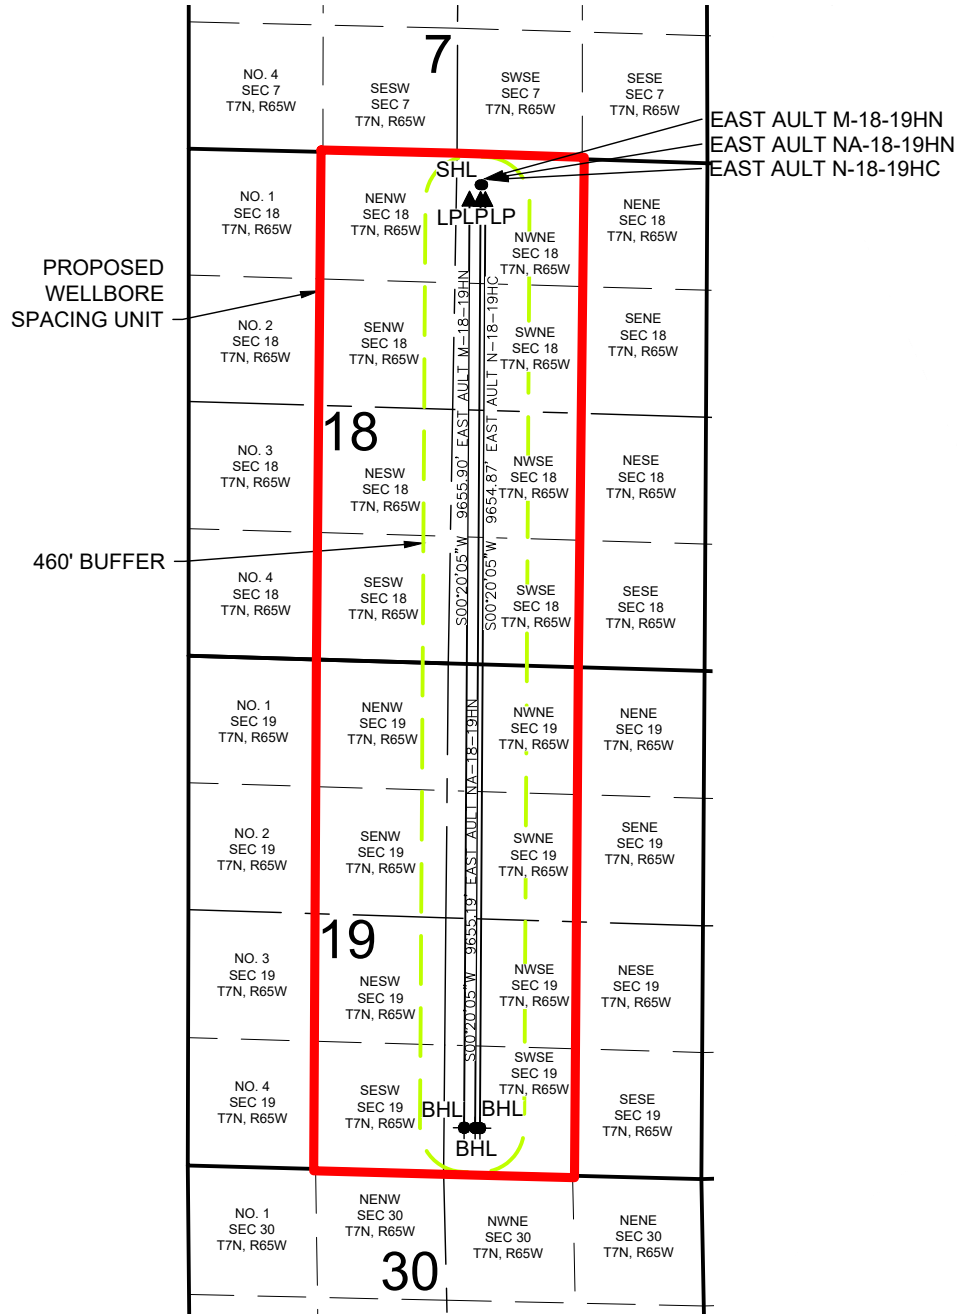 7
NO. 4
SEC 7
T7N, R65W
SESW
SEC 7
T7N, R65W
SWSE
SEC 7
T7N, R65W
SESE
SEC 7
T7N, R65W
EAST AULT M-18-19HN
EAST AULT NA-18-19HN
EAST AULT N-18-19HC
SHL
LP
LP
LP
NO. 1
SEC 18
T7N, R65W
NENW
SEC 18
T7N, R65W
NWNE
SEC 18
T7N, R65W
NENE
SEC 18
T7N, R65W
PROPOSED
WELLBORE
SPACING UNIT
NO. 2
SEC 18
T7N, R65W
SENW
SEC 18
T7N, R65W
SWNE
SEC 18
T7N, R65W
SENE
SEC 18
T7N, R65W
18
S00°20'05"W 9655.90' EAST AULT M-18-19HN
S00°20'05"W 9654.87' EAST AULT N-18-19HC
NO. 3
SEC 18
T7N, R65W
NESW
SEC 18
T7N, R65W
NWSE
SEC 18
T7N, R65W
NESE
SEC 18
T7N, R65W
460' BUFFER
NO. 4
SEC 18
T7N, R65W
SESW
SEC 18
T7N, R65W
SWSE
SEC 18
T7N, R65W
SESE
SEC 18
T7N, R65W
NO. 1
SEC 19
T7N, R65W
NENW
SEC 19
T7N, R65W
NWNE
SEC 19
T7N, R65W
NENE
SEC 19
T7N, R65W
S00°20'05"W 9655.19' EAST AULT NA-18-19HN
NO. 2
SEC 19
T7N, R65W
SENW
SEC 19
T7N, R65W
SWNE
SEC 19
T7N, R65W
SENE
SEC 19
T7N, R65W
19
NO. 3
SEC 19
T7N, R65W
NESW
SEC 19
T7N, R65W
NWSE
SEC 19
T7N, R65W
NESE
SEC 19
T7N, R65W
NO. 4
SEC 19
T7N, R65W
SESW
SEC 19
T7N, R65W
SWSE
SEC 19
T7N, R65W
SESE
SEC 19
T7N, R65W
BHL
BHL
BHL
NO. 1
SEC 30
T7N, R65W
NENW
SEC 30
T7N, R65W
NWNE
SEC 30
T7N, R65W
NENE
SEC 30
T7N, R65W
30